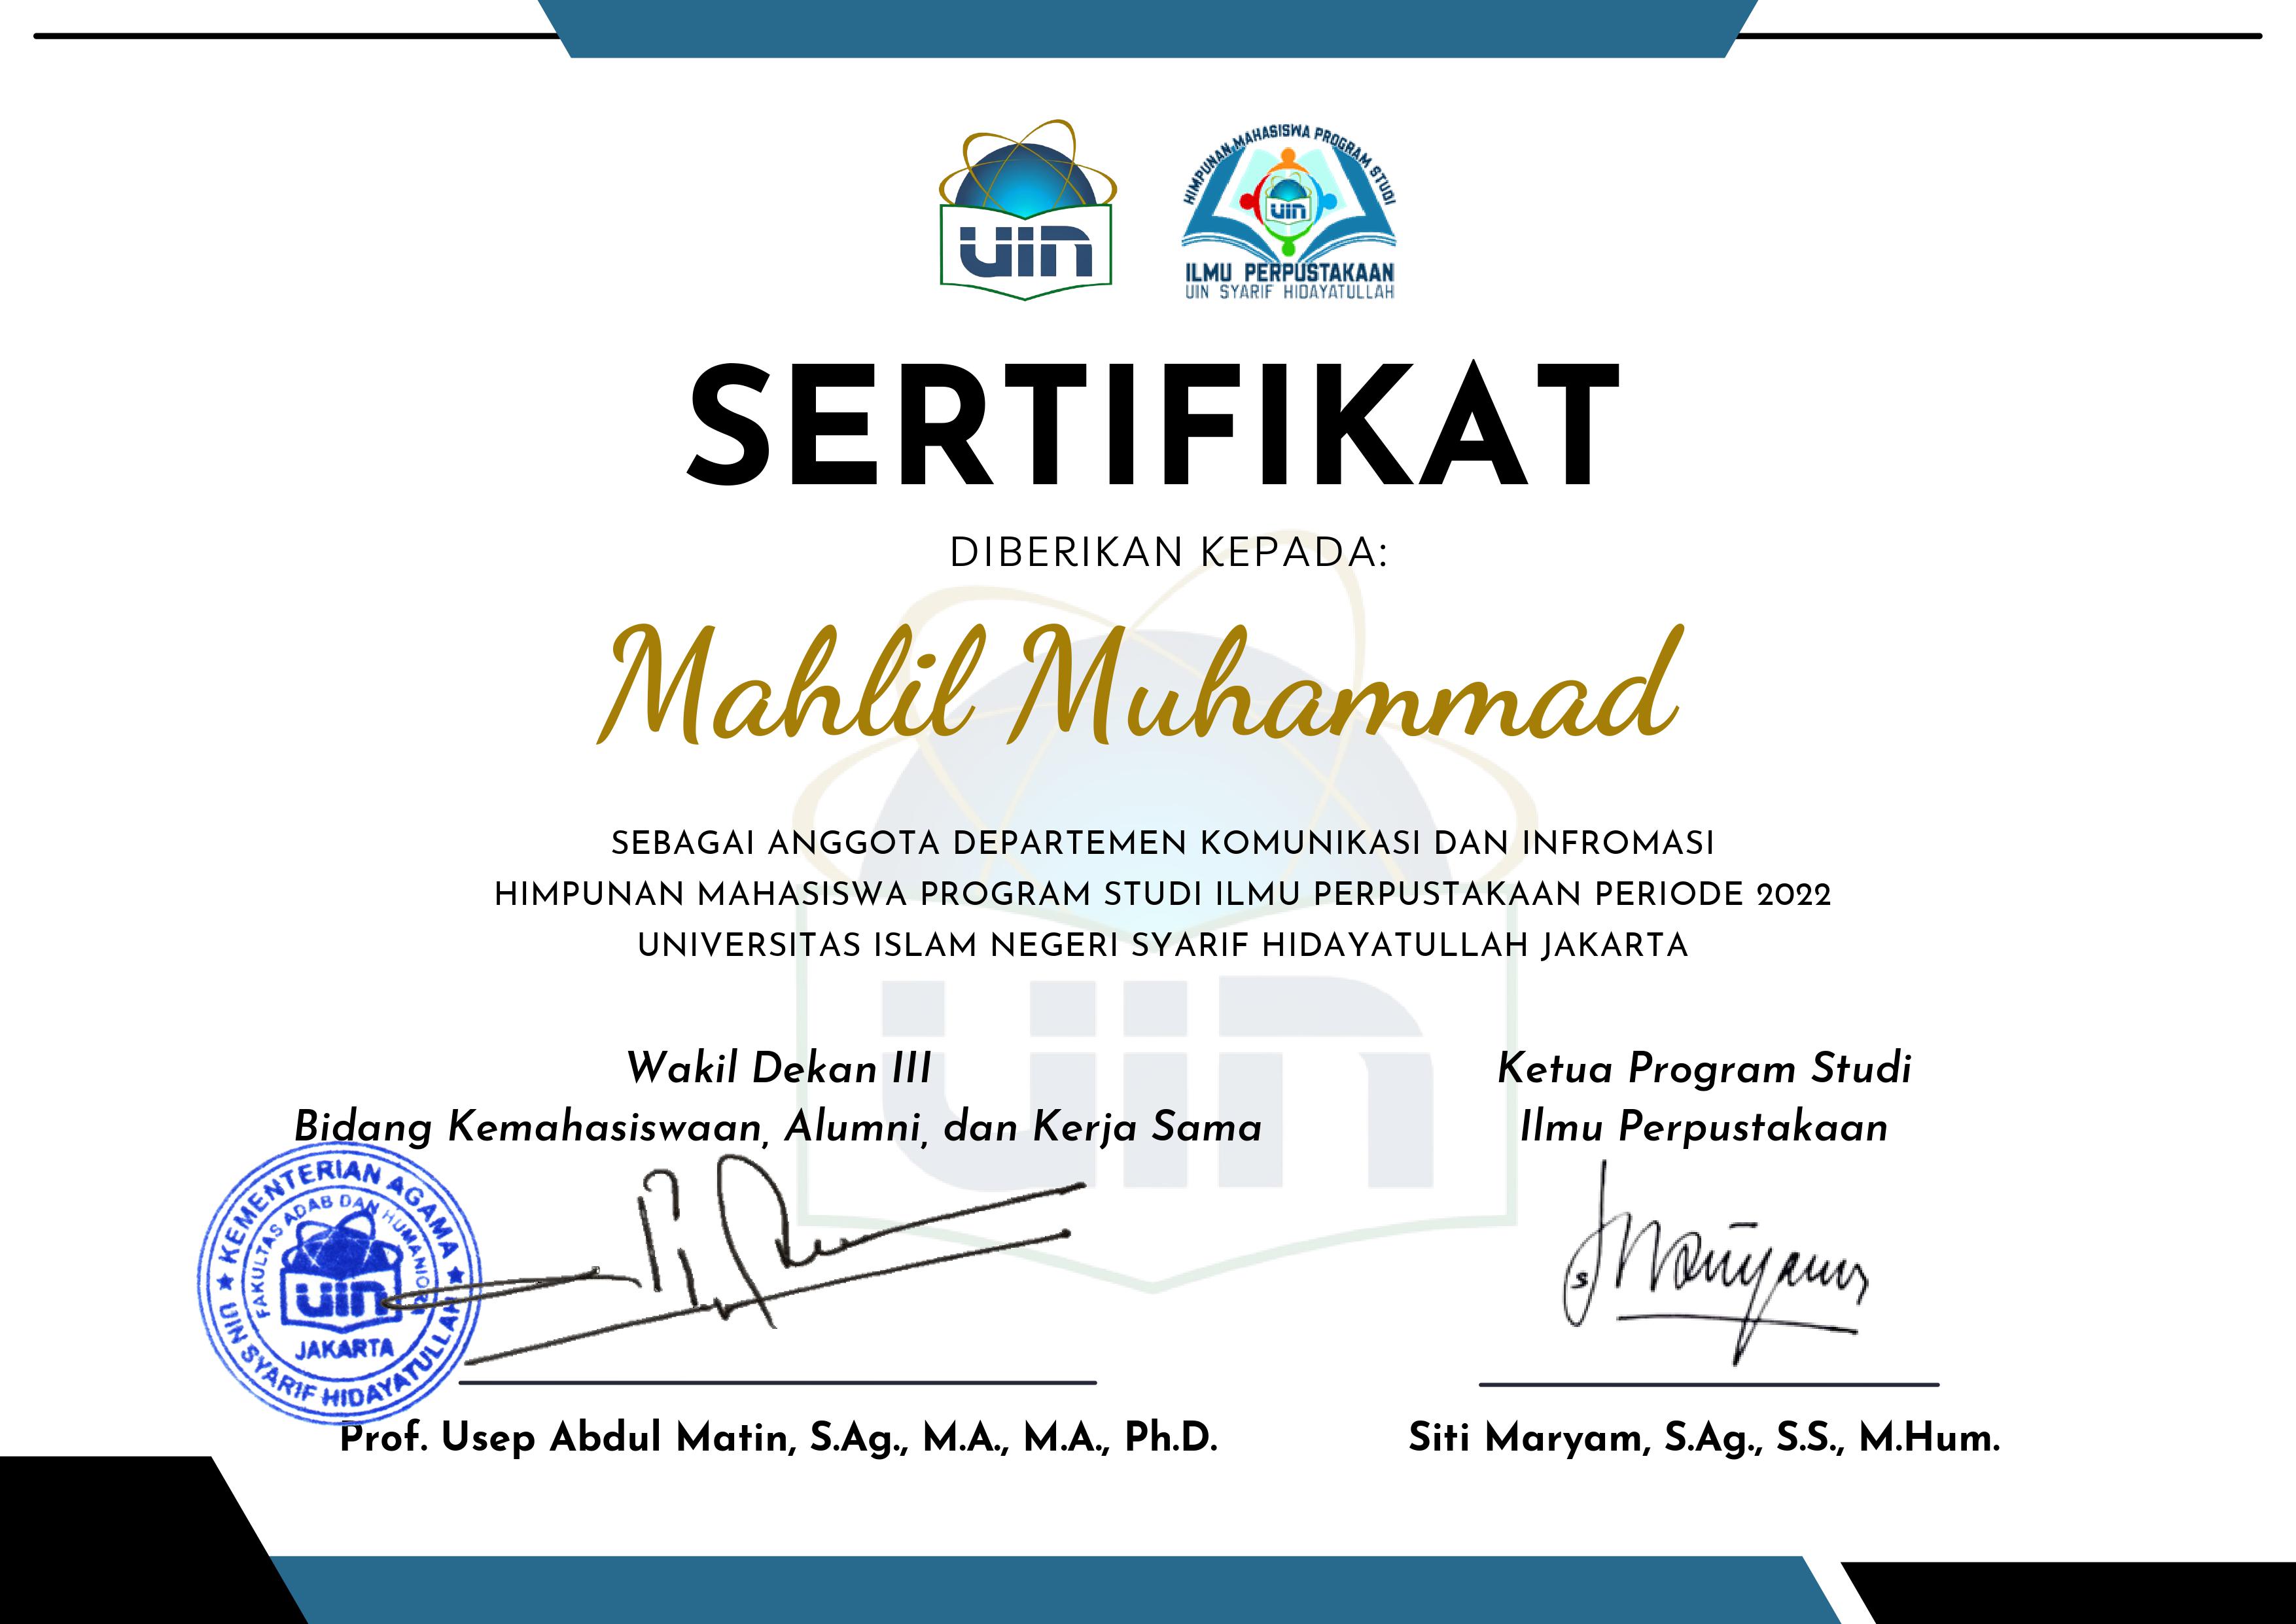 uin
HIMPUNAN MAHASISWA PROGRAM STUDI
uin
ILMU PERPUSTAKAAN
UIN SYARIF HIDAYATULLAH
SERTIFIKAT
DIBERIKAN KEPADA:
Mahlil Muhammad
SEBAGAI ANGGOTA DEPARTEMEN KOMUNIKASI DAN INFROMASI
HIMPUNAN MAHASISWA PROGRAM STUDI ILMU PERPUSTAKAAN PERIODE 2022
UNIVERSITAS ISLAM NEGERI SYARIF HIDAYATULLAH JAKARTA
uin
Wakil Dekan III
Bidang Kemahasiswaan, Alumni, dan Kerja Sama
Ketua Program Studi
Ilmu Perpustakaan
KEMENTERIAN AGAMA
FAKULTAS ADAB DAN HUMANIORA
uin
JAKARTA
UIN SYARIF HIDAYATULLAH
Prof. Usep Abdul Matin, S.Ag., M.A., M.A., Ph.D.
Siti Maryam, S.Ag., S.S., M.Hum.